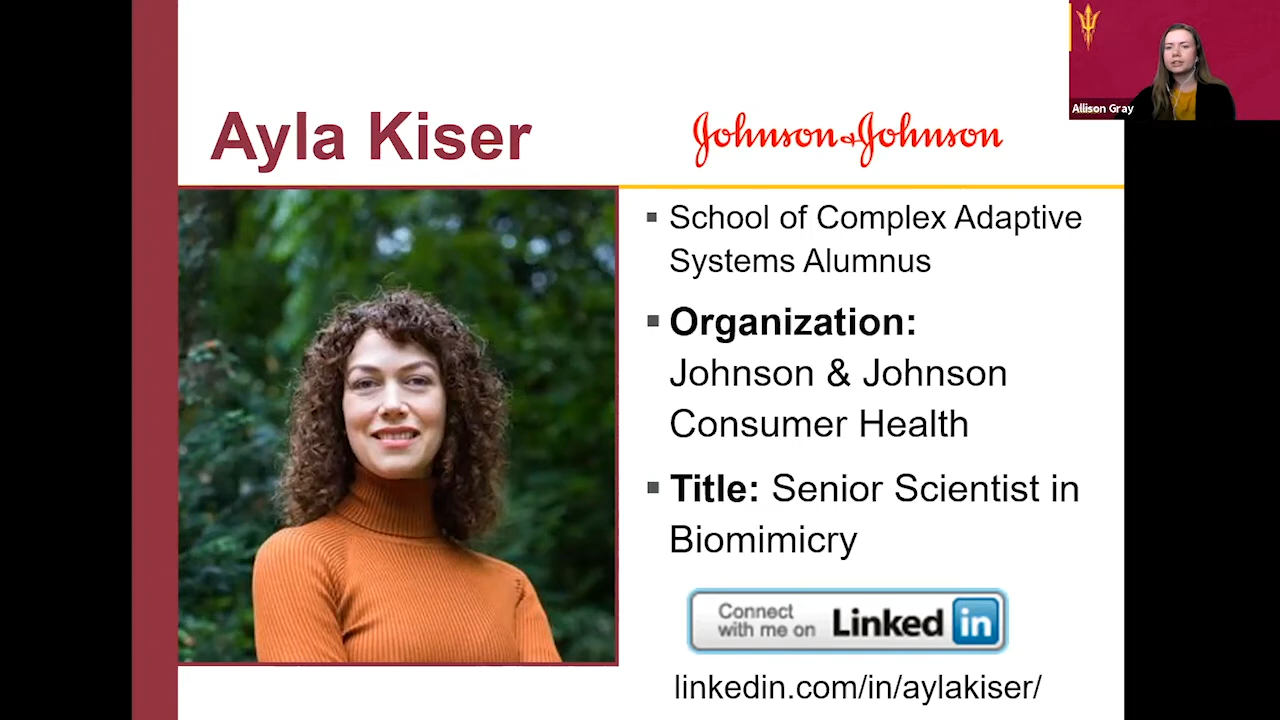 Allison Gray
Ayla Kiser
Johnson & Johnson
▪ School of Complex Adaptive
Systems Alumnus
▪ Organization:
Johnson & Johnson
Consumer Health
▪ Title: Senior Scientist in
Biomimicry
Connect
with me on
Linked in
linkedin.com/in/aylakiser/